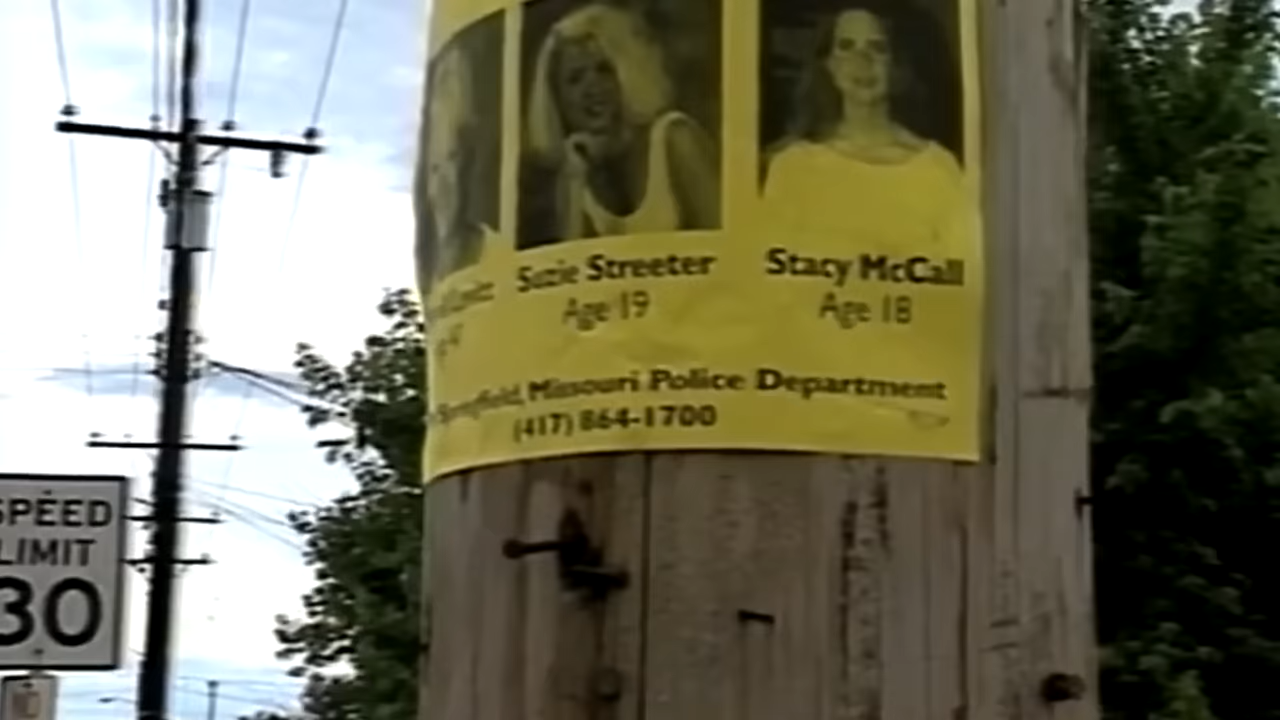 Suzie Streeter
Age 19
Stacy McCall
Age 18
Springfield, Missouri Police Department
(417) 864-1700
SPEED
LIMIT
30